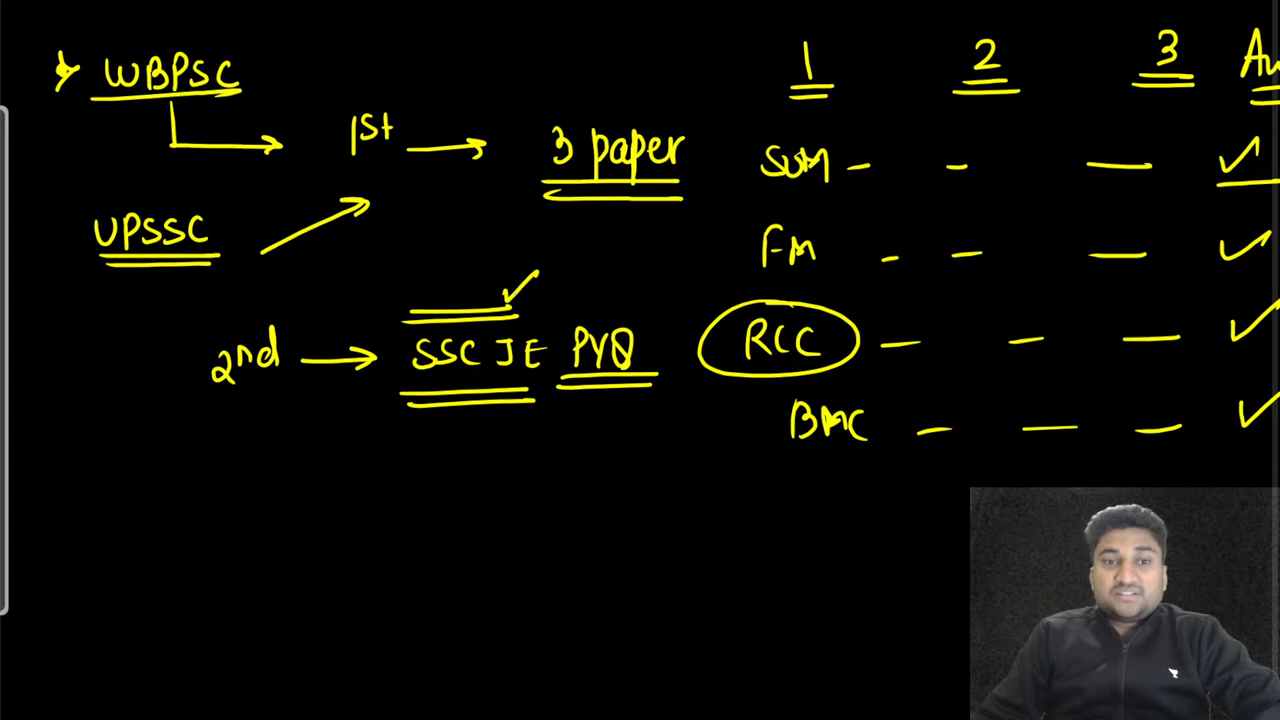 WBPSC
1st
3 paper
UPSSC
2nd
SSC JE PYQ
1 2 3
SOM - -  —
FM - - —
RCC — — —
BMC — — —